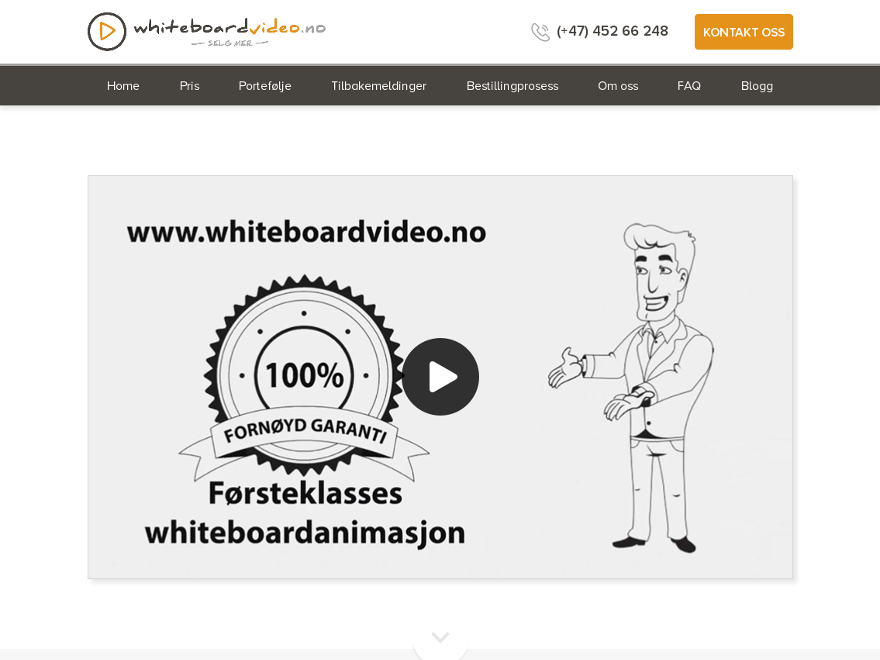 whiteboardvideo.no
SELG MER
(+47) 452 66 248
KONTAKT OSS
Home
Pris
Portefølje
Tilbakemeldinger
Bestillingprosess
Om oss
FAQ
Blogg
www.whiteboardvideo.no
100%
FORNØYD GARANTI
Førsteklasses
whiteboardanimasjon